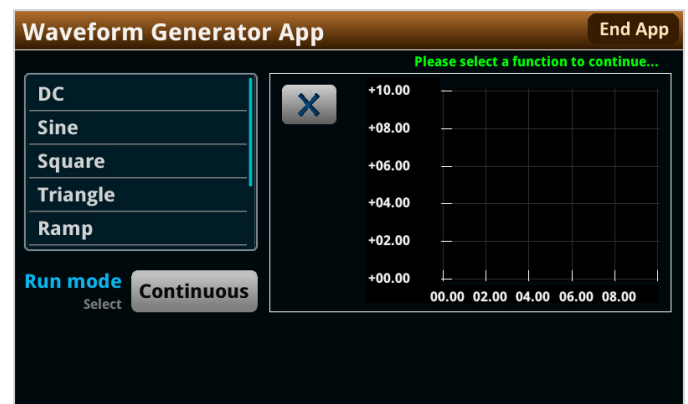 Waveform Generator App
End App
Please select a function to continue...
DC
Sine
Square
Triangle
Ramp
Run mode
Select
Continuous
+10.00
+08.00
+06.00
+04.00
+02.00
+00.00
00.00 02.00 04.00 06.00 08.00